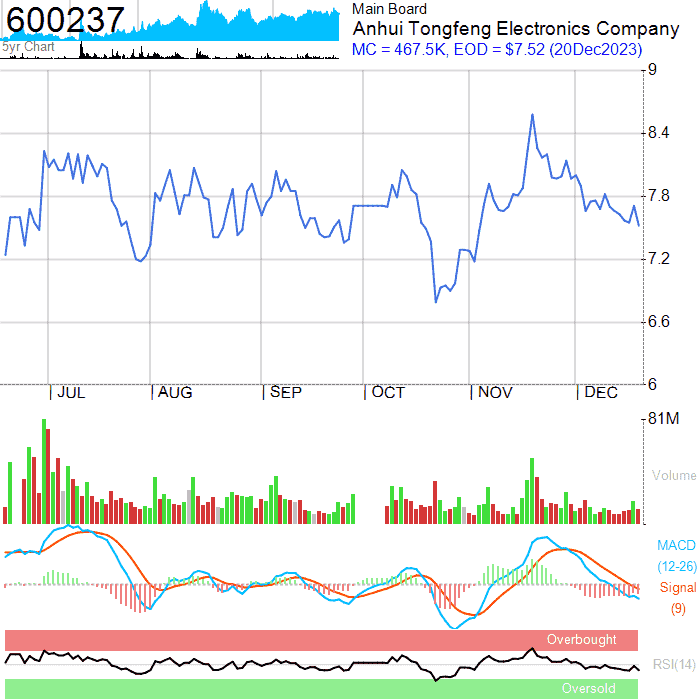 600237
5yr Chart
Main Board
Anhui Tongfeng Electronics Company
MC = 467.5K, EOD = $7.52 (20Dec2023)
9
8.4
7.8
7.2
6.6
6
JUL AUG SEP OCT NOV DEC
81M
Volume
MACD
(12-26)
Signal
(9)
Overbought
RSI(14)
Oversold